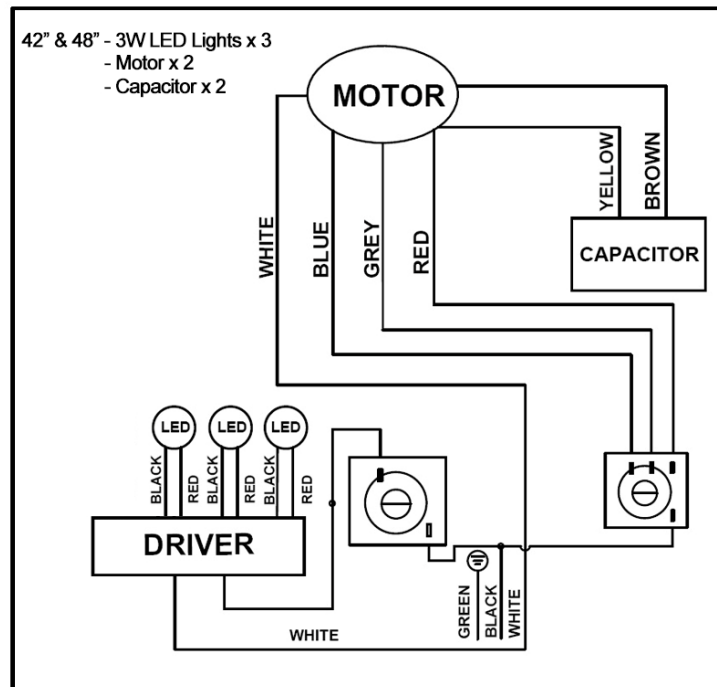 42” & 48” - 3W LED Lights x 3
- Motor x 2
- Capacitor x 2
MOTOR
WHITE
BLUE
GREY
RED
YELLOW
BROWN
CAPACITOR
LED
LED
LED
BLACK
RED
BLACK
RED
BLACK
RED
DRIVER
GREEN
BLACK
WHITE
WHITE